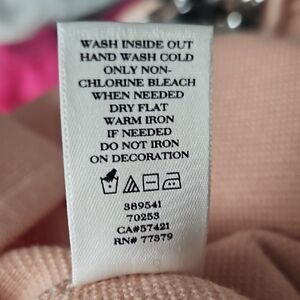 WASH INSIDE OUT
HAND WASH COLD
ONLY NON-
CHLORINE BLEACH
WHEN NEEDED
DRY FLAT
WARM IRON
IF NEEDED
DO NOT IRON
ON DECORATION
389541
70253
CA#57421
RN# 77379